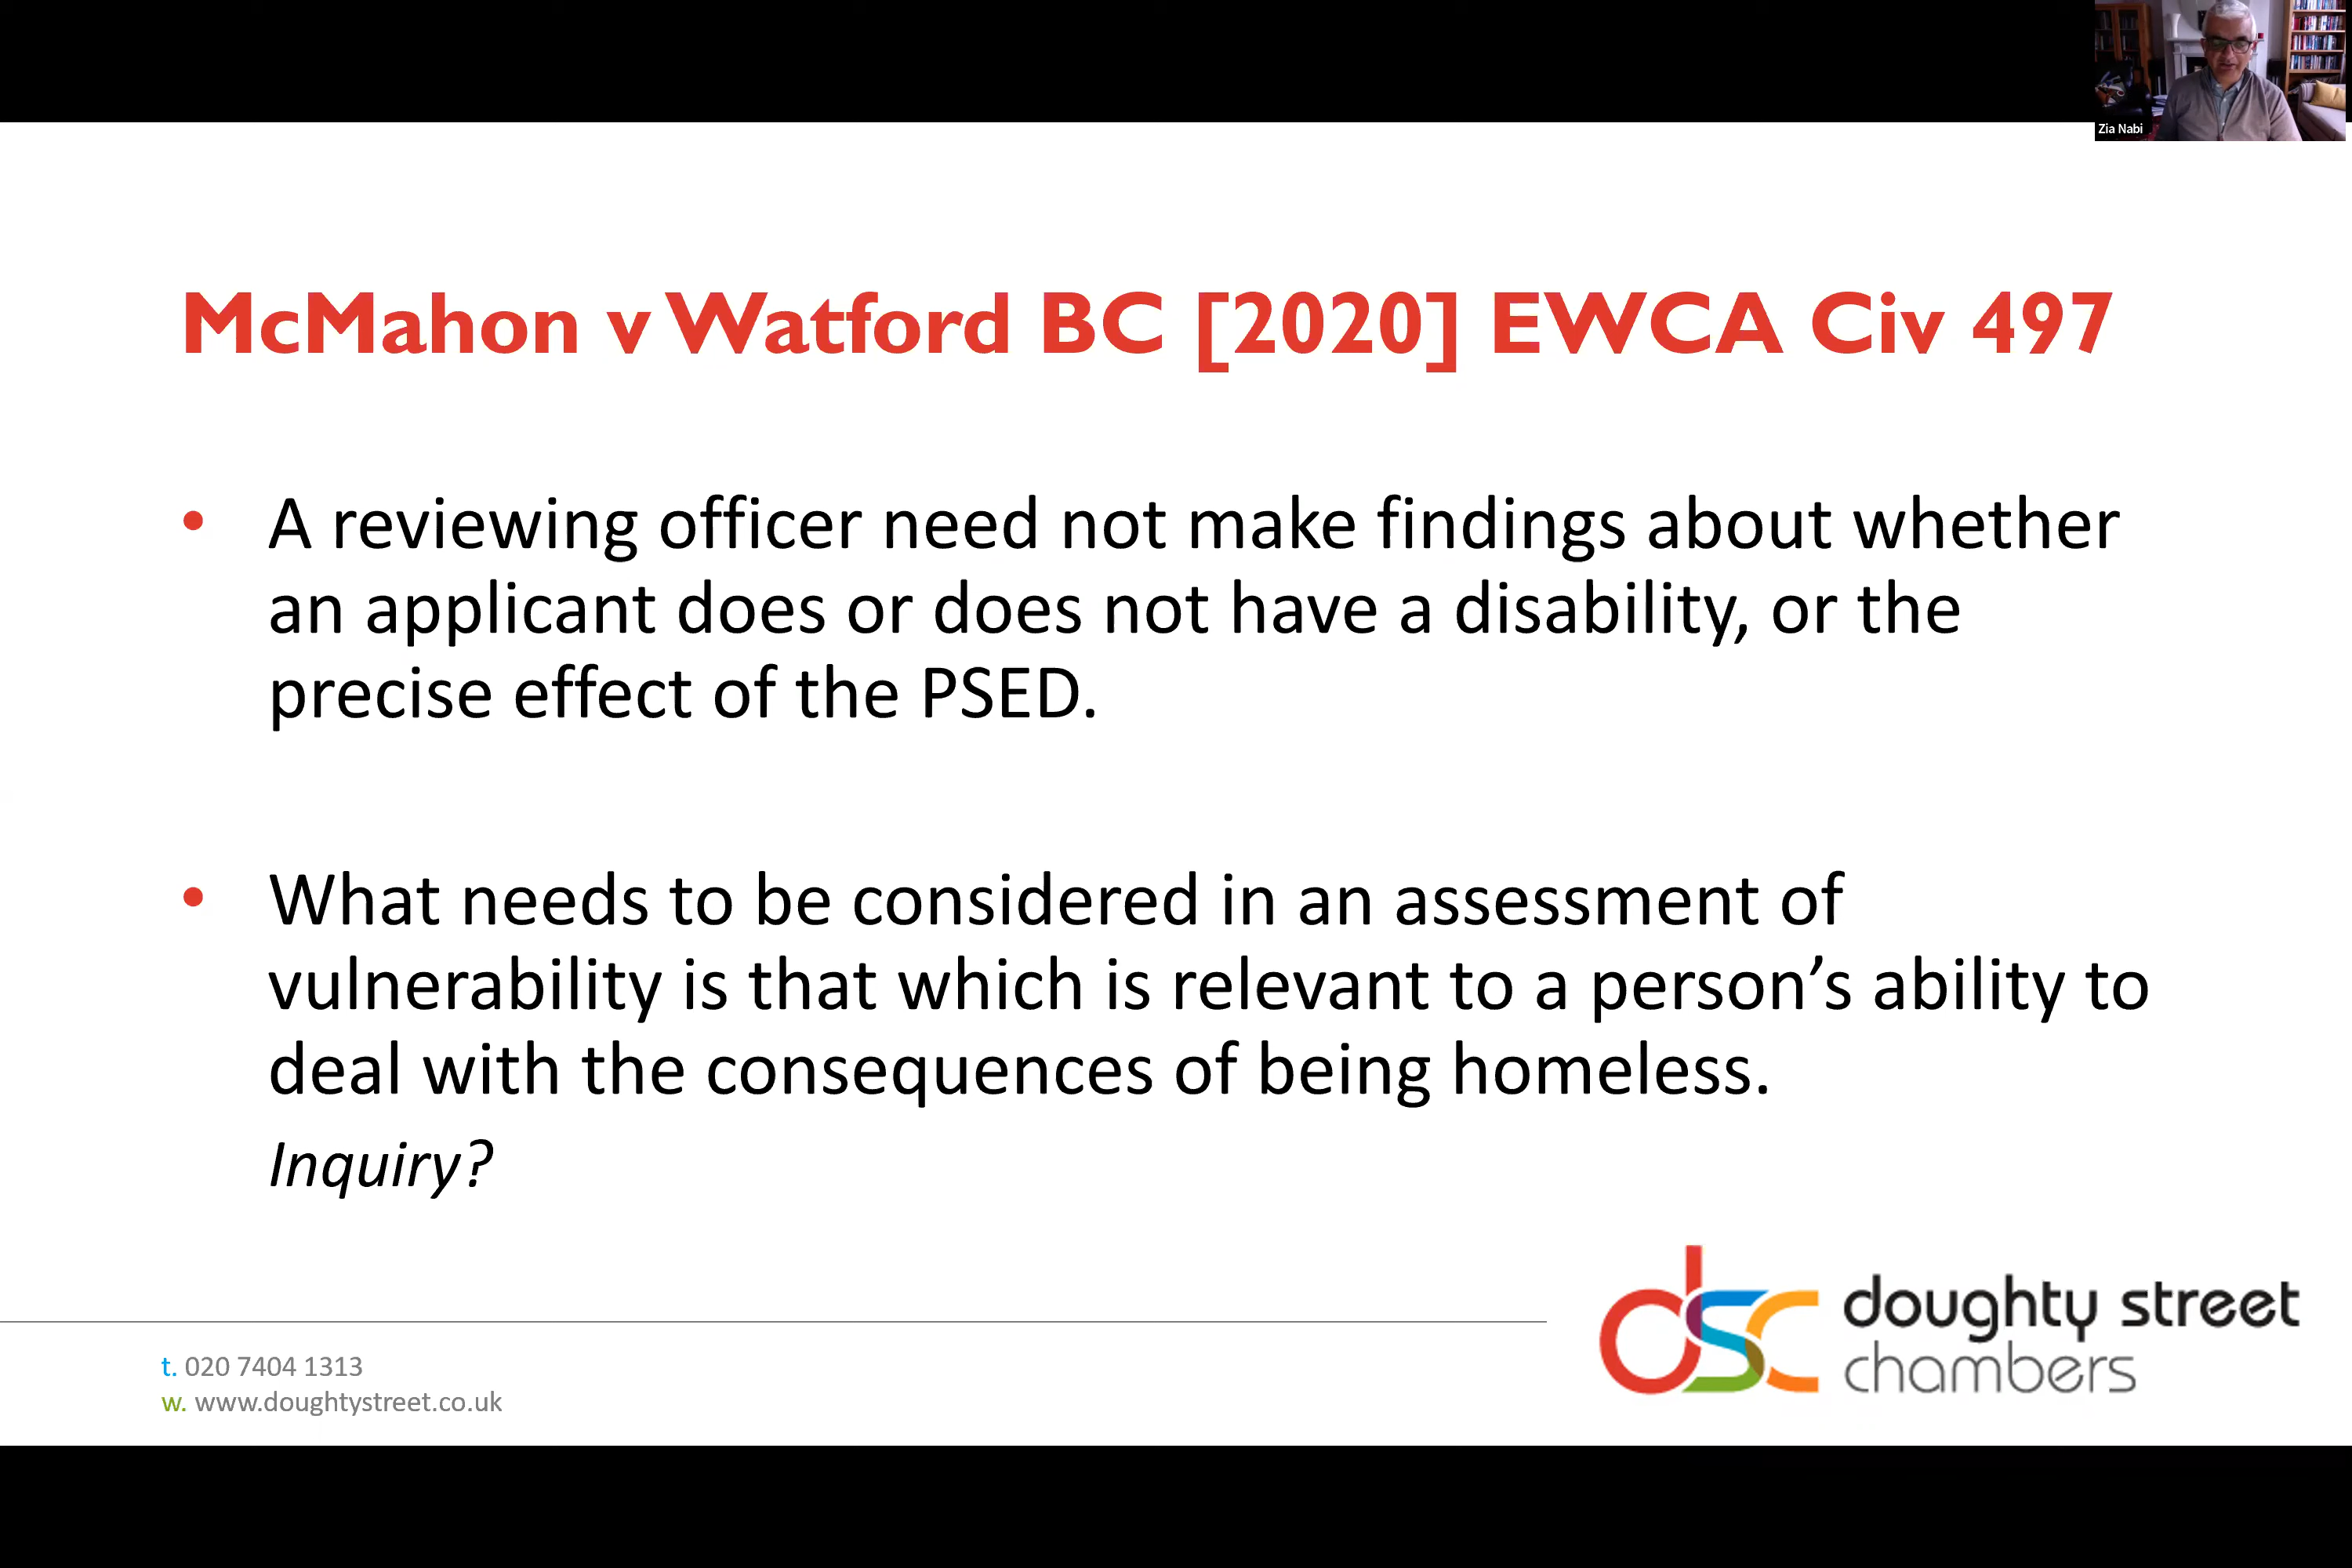 Zia Nabi
McMahon v Watford BC [2020] EWCA Civ 497
• A reviewing officer need not make findings about whether
an applicant does or does not have a disability, or the
precise effect of the PSED.
• What needs to be considered in an assessment of
vulnerability is that which is relevant to a person’s ability to
deal with the consequences of being homeless.
Inquiry?
t. 020 7404 1313
w. www.doughtystreet.co.uk
dsc
doughty street
chambers